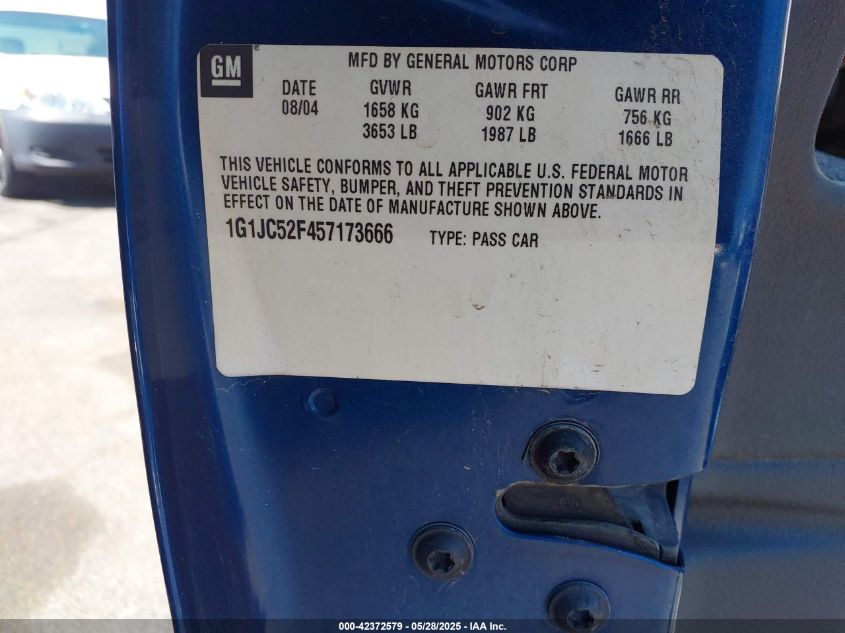 GM
MFD BY GENERAL MOTORS CORP
DATE GVWR GAWR FRT GAWR RR
08/04 1658 KG 902 KG 756 KG
3653 LB 1987 LB 1666 LB
THIS VEHICLE CONFORMS TO ALL APPLICABLE U.S. FEDERAL MOTOR
VEHICLE SAFETY, BUMPER, AND THEFT PREVENTION STANDARDS IN
EFFECT ON THE DATE OF MANUFACTURE SHOWN ABOVE.
1G1JC52F457173666 TYPE: PASS CAR
000-42372579 - 05/28/2025 - IAA Inc.